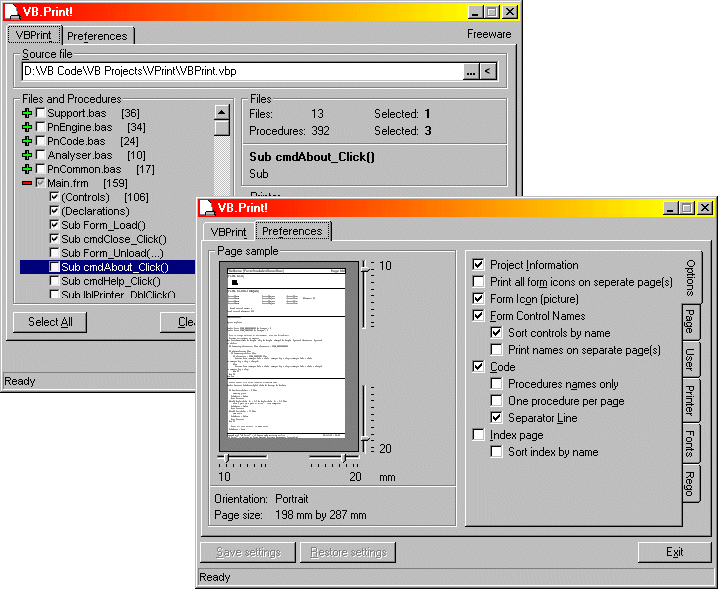 VB.Print!
VBPrint Preferences Freeware
Source file
D:\VB Code\VB Projects\VPrint\VBPrint.vbp ... <
Files and Procedures
Support.bas [36]
PnEngine.bas [34]
PnCode.bas [24]
Analyser.bas [10]
PnCommon.bas [17]
Main.frm [159]
(Controls) [106]
(Declarations)
Sub Form_Load()
Sub cmdClose_Click()
Sub Form_Unload(...)
Sub cmdAbout_Click()
Sub cmdHelp_Click()
Sub lblPrinter_DblClick()
Select All
Ready
Files
Files: 13 Selected: 1
Procedures: 392 Selected: 3
Sub cmdAbout_Click()
Sub
Printer
VB.Print!
VBPrint Preferences
Page sample
10
20
10 20 mm
Orientation: Portrait
Page size: 198 mm by 287 mm
Project Information
Print all form icons on seperate page(s)
Form Icon (picture)
Form Control Names
Sort controls by name
Print names on separate page(s)
Code
Procedures names only
One procedure per page
Separator Line
Index page
Sort index by name
Options
Page
User
Printer
Fonts
Rego
Save settings Restore settings Exit
Ready